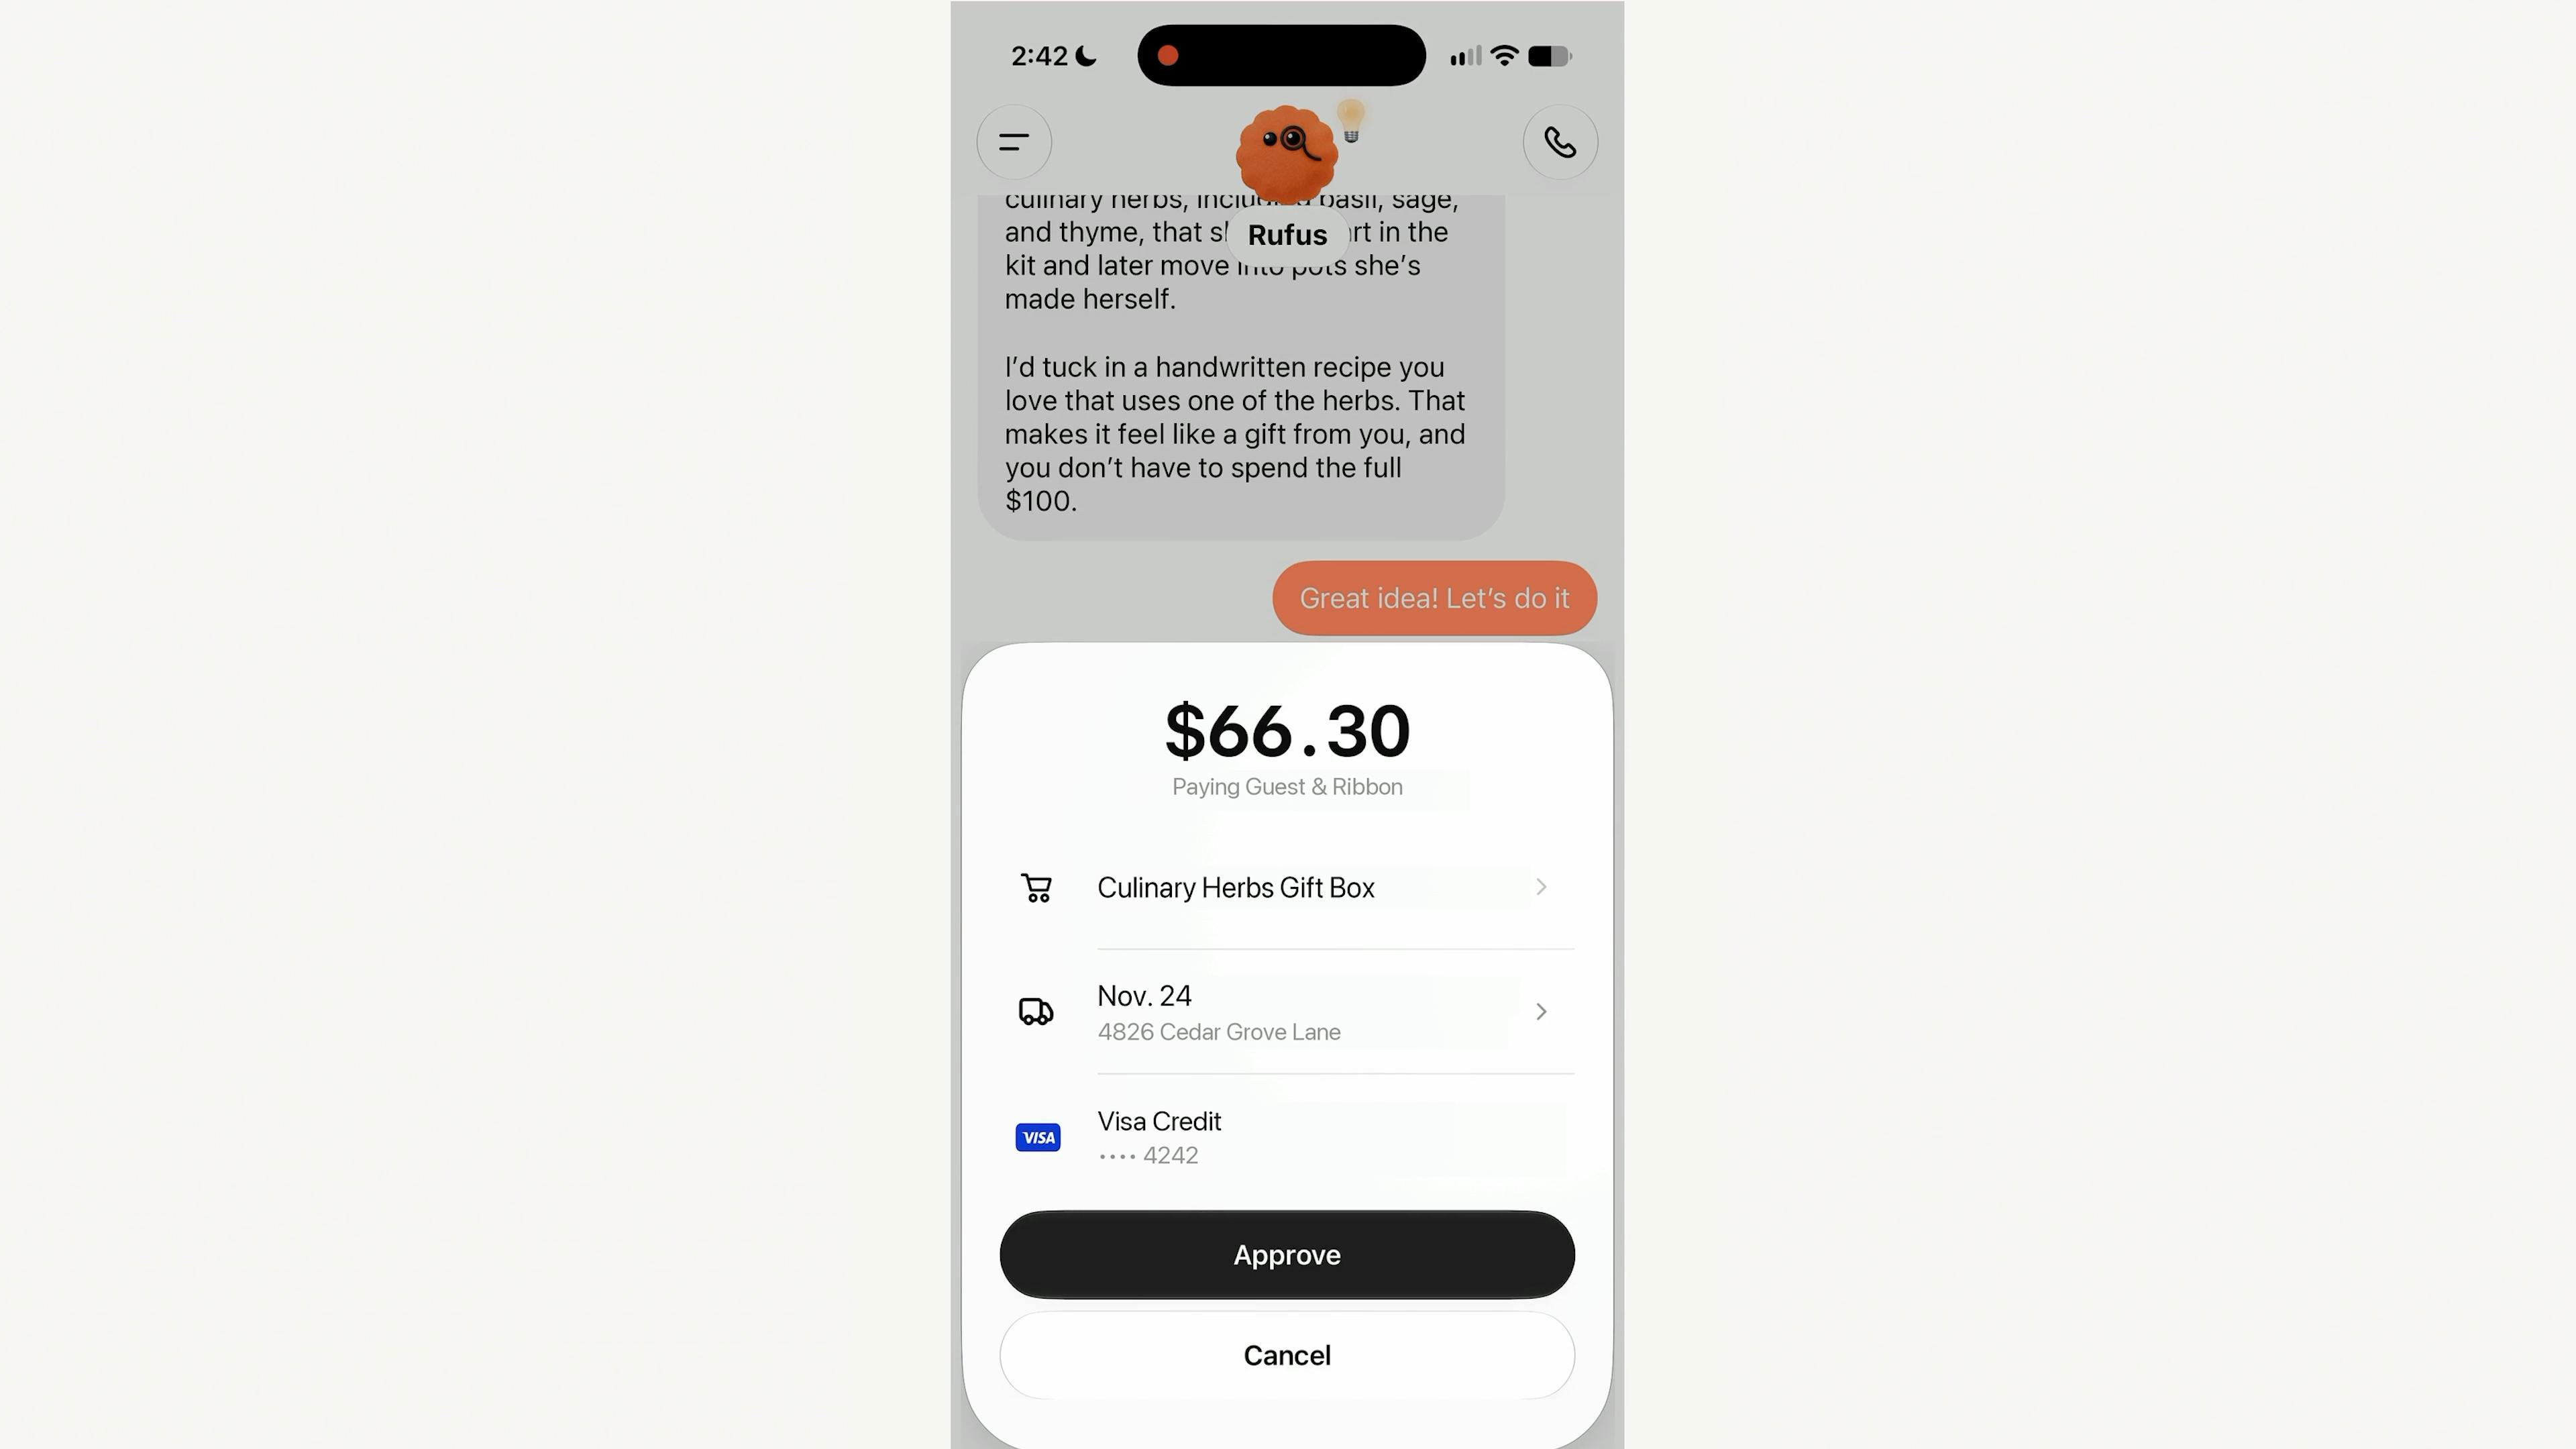 2:42
culinary herbs, including basil, sage,
and thyme, that s rt in the
Rufus
kit and later move into pots she's
made herself.
I'd tuck in a handwritten recipe you
love that uses one of the herbs. That
makes it feel like a gift from you, and
you don't have to spend the full
$100.
Great idea! Let's do it
$66.30
Paying Guest & Ribbon
Culinary Herbs Gift Box
Nov. 24
4826 Cedar Grove Lane
VISA
Visa Credit
•••• 4242
Approve
Cancel